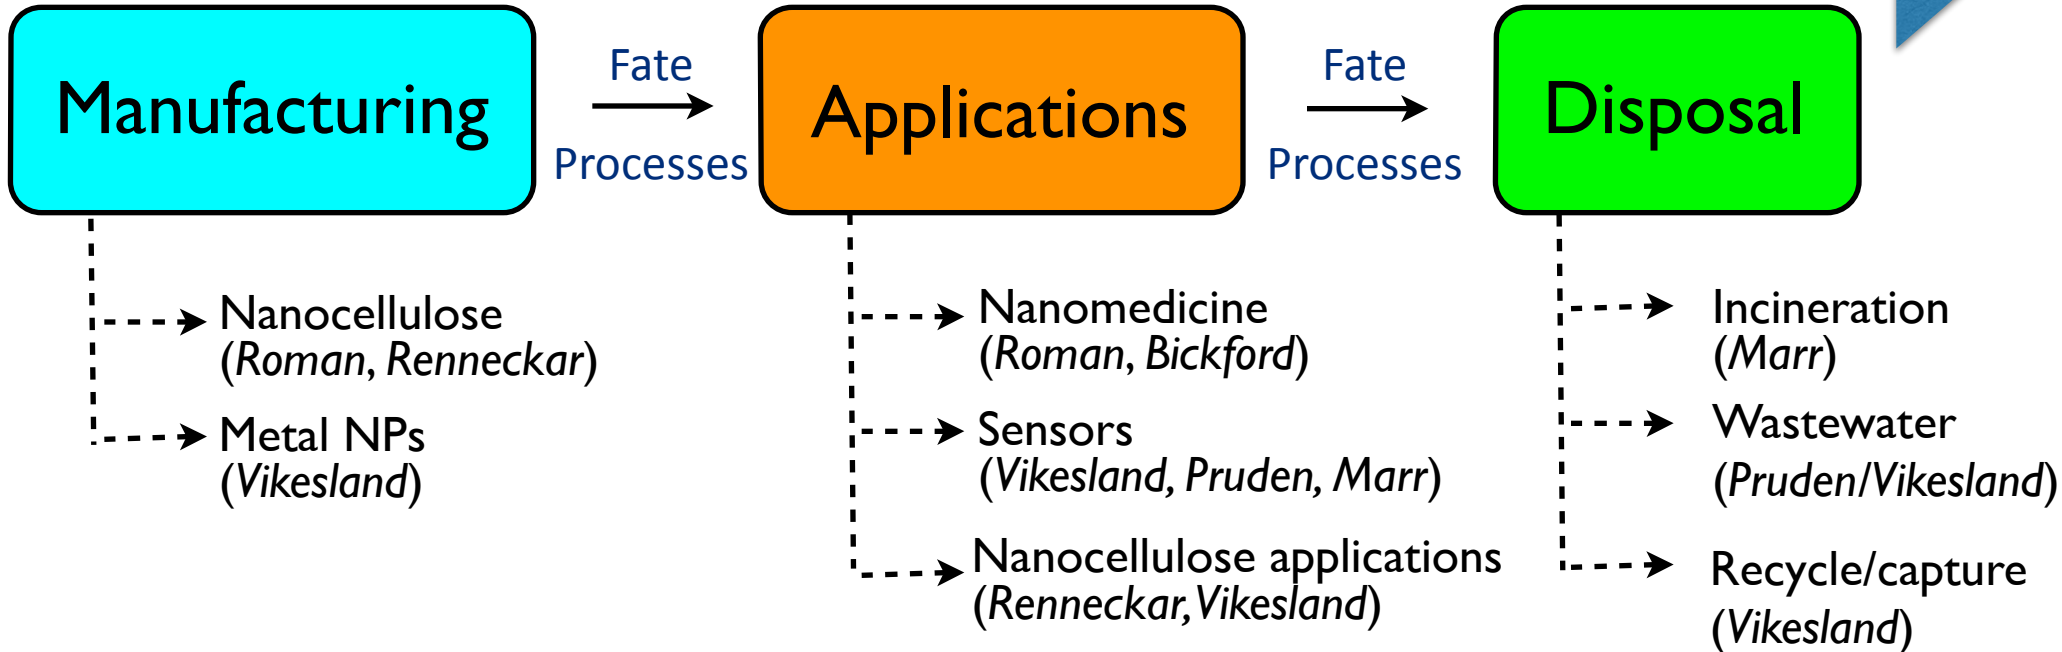 Manufacturing
Fate
Processes
Applications
Fate
Processes
Disposal
Nanocellulose
(Roman, Renneckar)
Metal NPs
(Vikesland)
Nanomedicine
(Roman, Bickford)
Sensors
(Vikesland, Pruden, Marr)
Nanocellulose applications
(Renneckar, Vikesland)
Incineration
(Marr)
Wastewater
(Pruden/Vikesland)
Recycle/capture
(Vikesland)